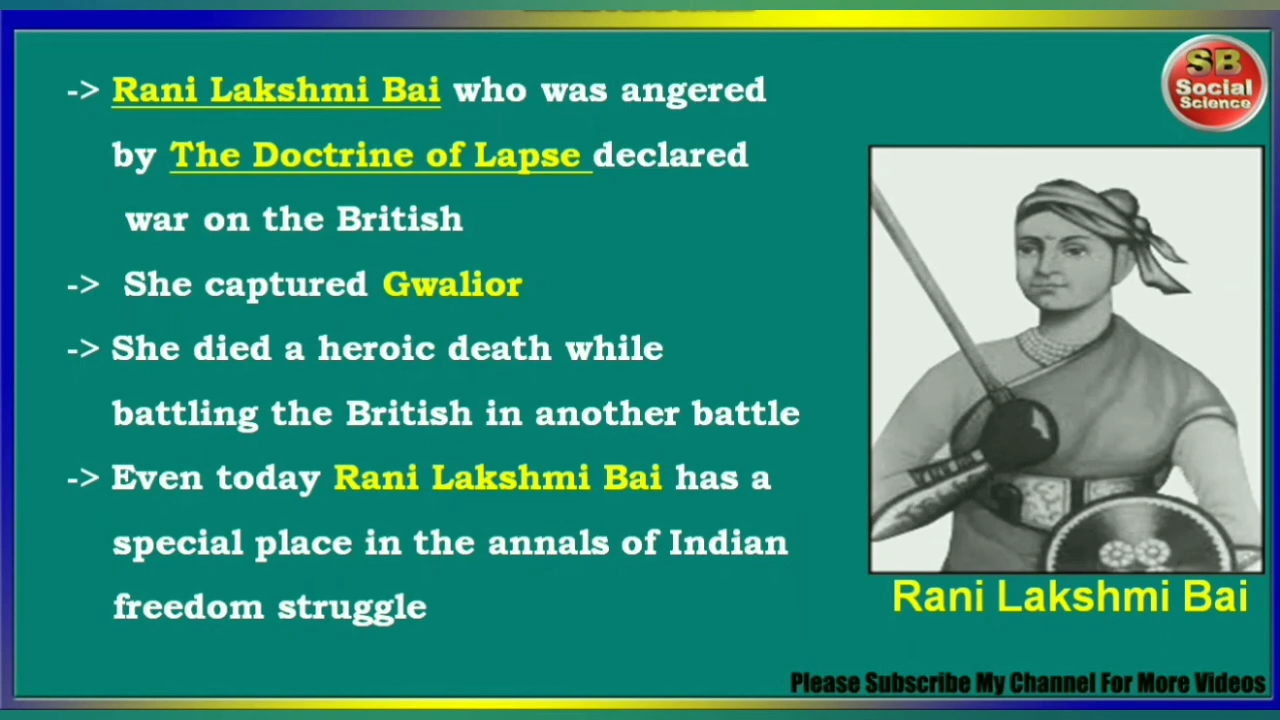 -> Rani Lakshmi Bai who was angered
by The Doctrine of Lapse declared
war on the British
-> She captured Gwalior
-> She died a heroic death while
battling the British in another battle
-> Even today Rani Lakshmi Bai has a
special place in the annals of Indian
freedom struggle
SB
Social
Science
Rani Lakshmi Bai
Please Subscribe My Channel For More Videos